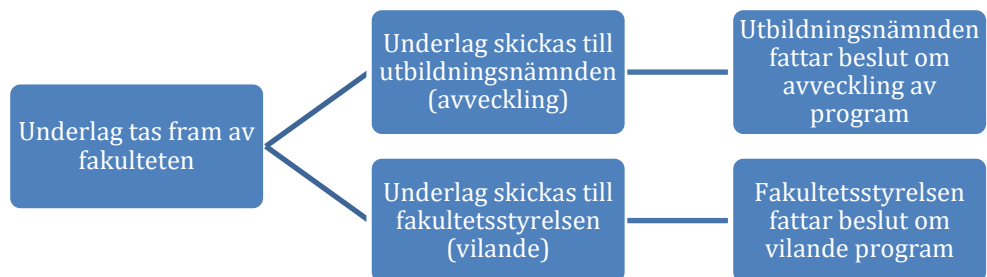 Underlag tas fram av
fakulteten
Underlag skickas till
utbildningsnämnden
(avveckling)
Utbildningsnämnden
fattar beslut om
avveckling av
program
Underlag skickas till
fakultetsstyrelsen
(vilande)
Fakultetsstyrelsen
fattar beslut om
vilande program